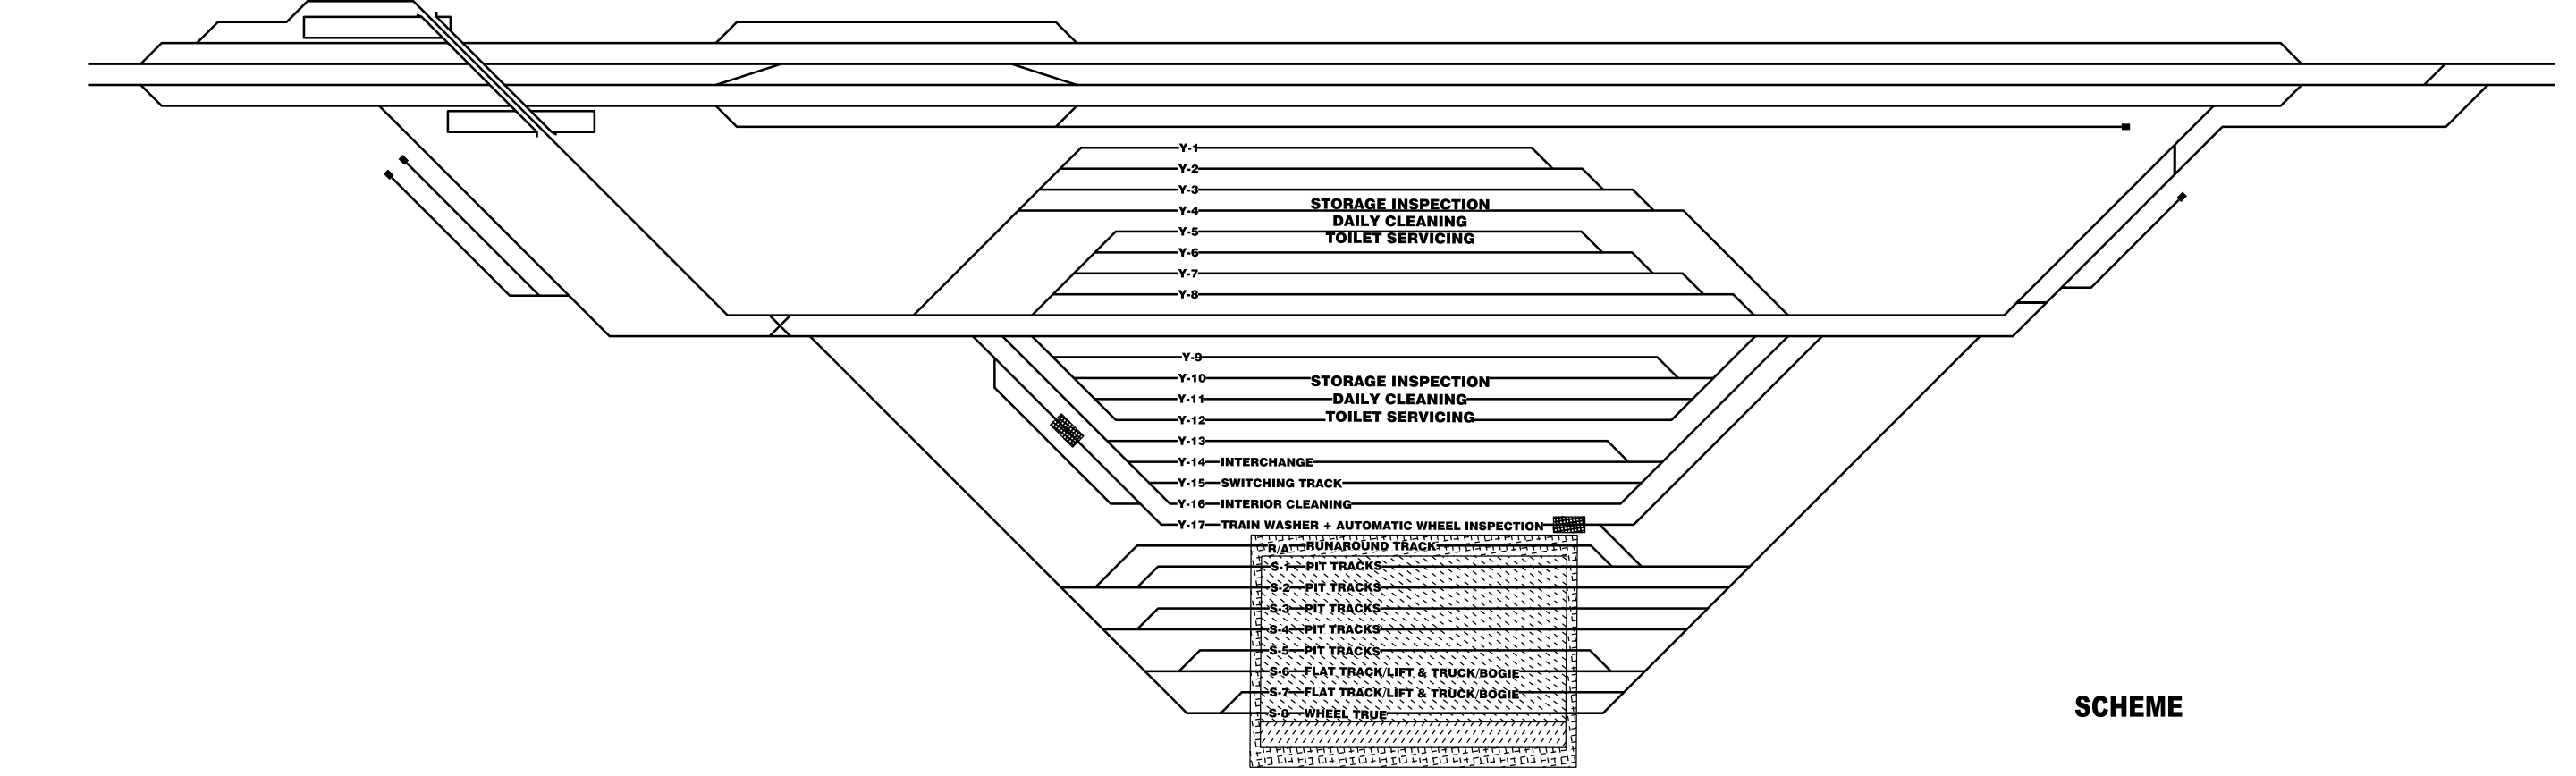 Y-1
Y-2
Y-3
Y-4
STORAGE INSPECTION
DAILY CLEANING
TOILET SERVICING
Y-5
Y-6
Y-7
Y-8
Y-9
Y-10
Y-11
Y-12
STORAGE INSPECTION
DAILY CLEANING
TOILET SERVICING
Y-13
Y-14 INTERCHANGE
Y-15 SWITCHING TRACK
Y-16 INTERIOR CLEANING
Y-17 TRAIN WASHER + AUTOMATIC WHEEL INSPECTION
R/A RUNAROUND TRACK
S-1 PIT TRACKS
S-2 PIT TRACKS
S-3 PIT TRACKS
S-4 PIT TRACKS
S-5 PIT TRACKS
S-6 FLAT TRACK/LIFT & TRUCK/BOGIE
S-7 FLAT TRACK/LIFT & TRUCK/BOGIE
S-8 WHEEL TRUE
SCHEME